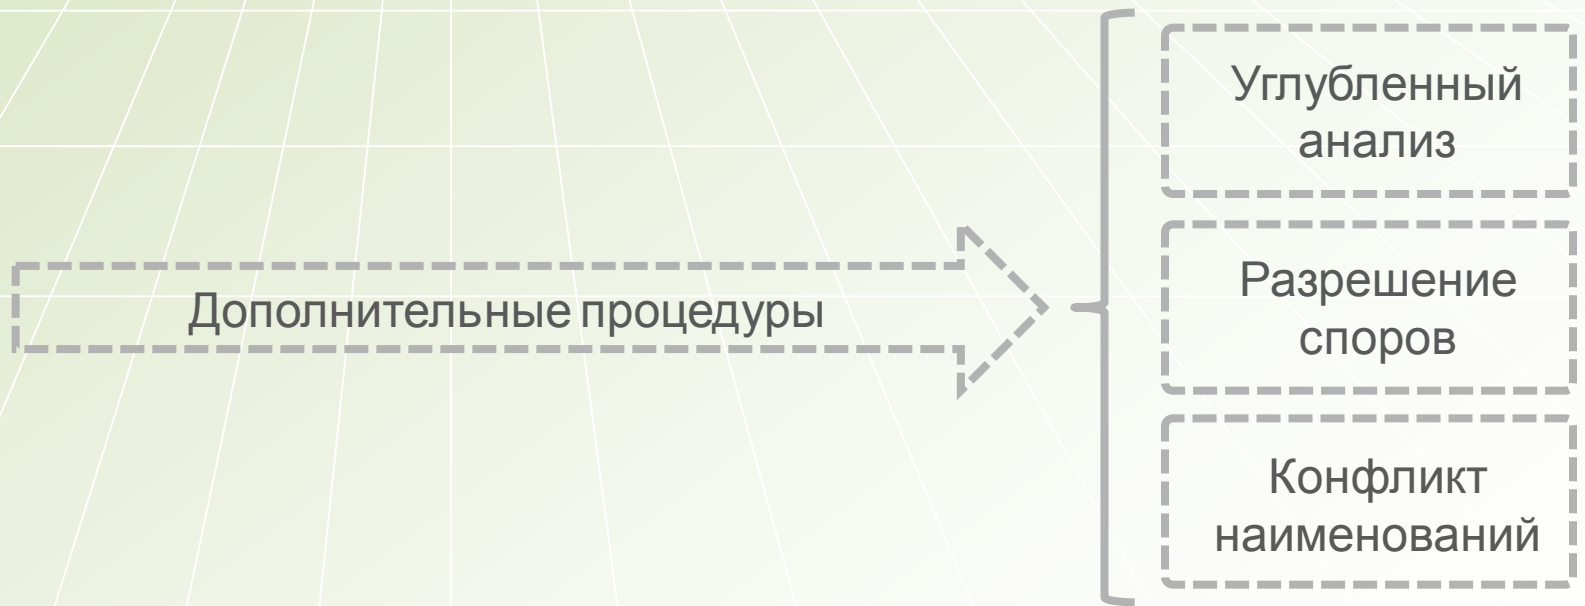 Дополнительные процедуры
Углубленный
анализ
Разрешение
споров
Конфликт
наименований